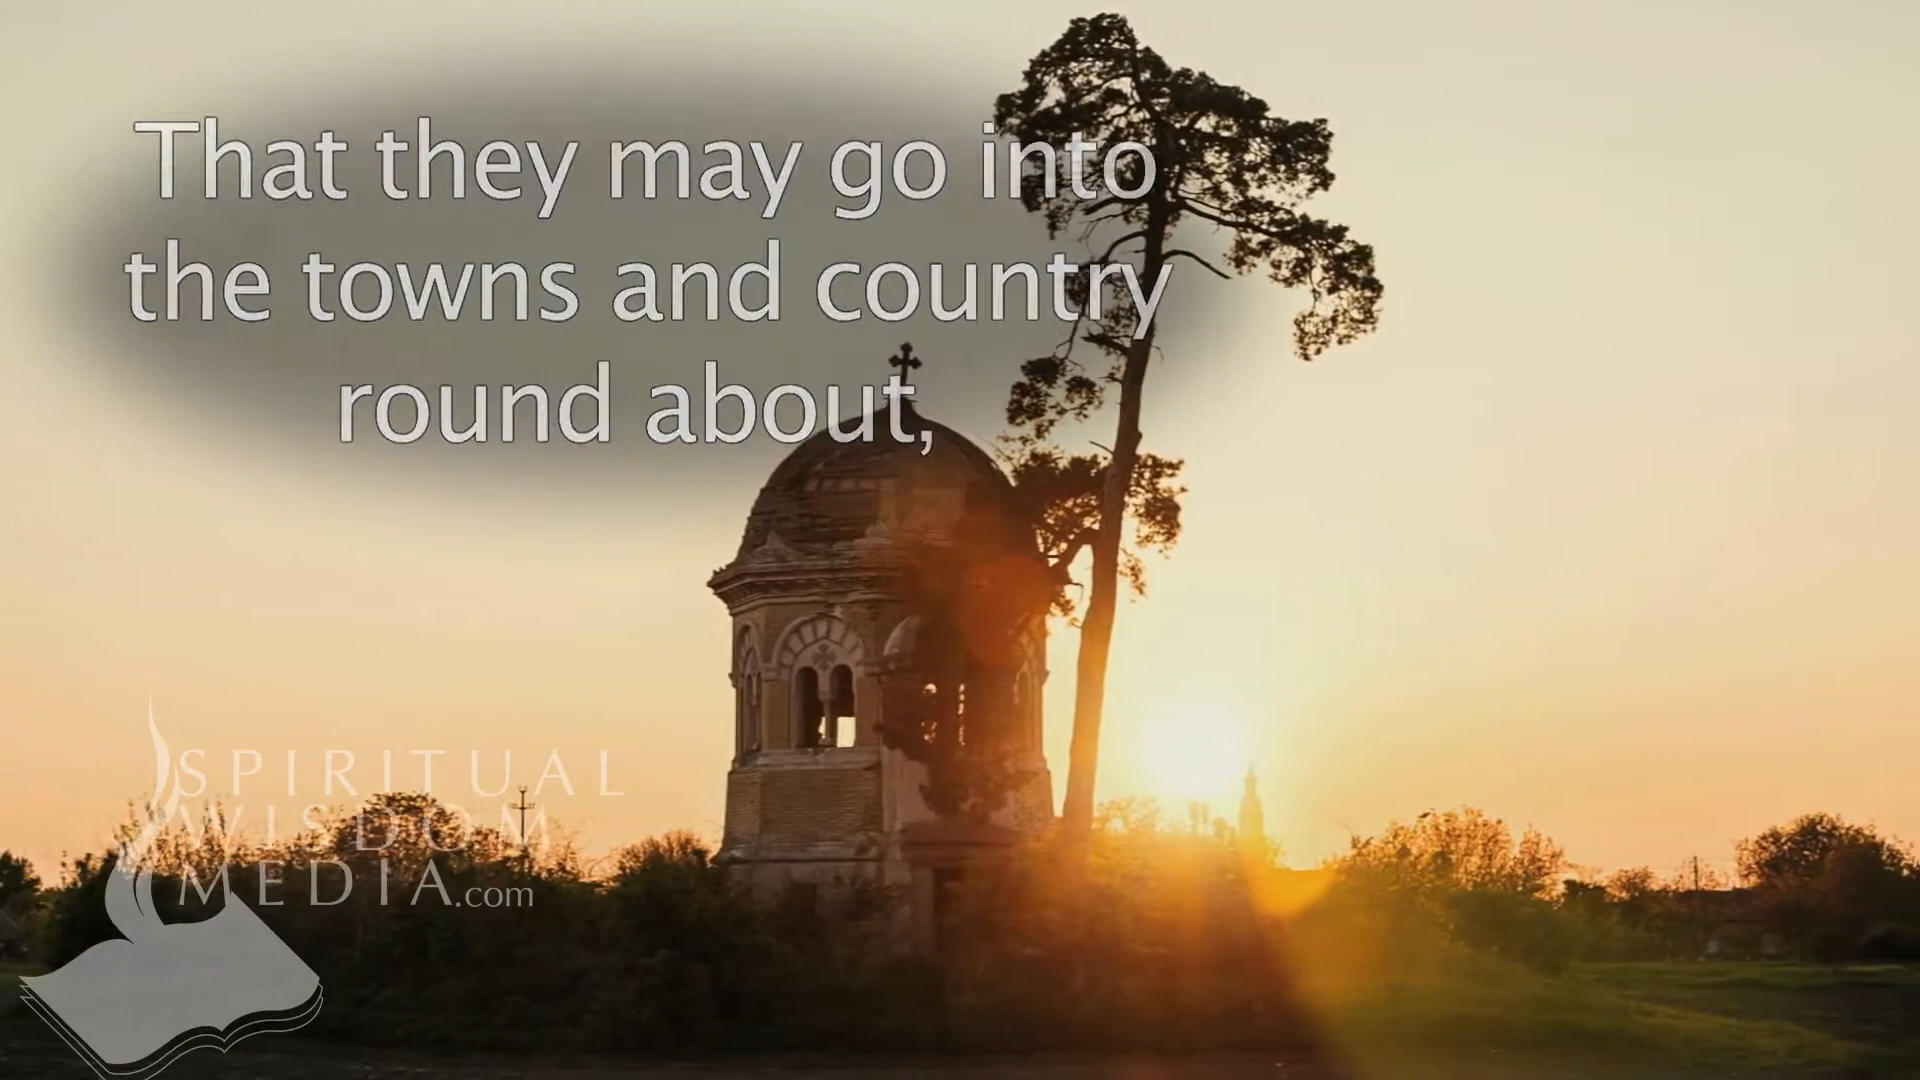 That they may go into
the towns and country
round about,
SPIRITUAL
WISDOM
MEDIA.com